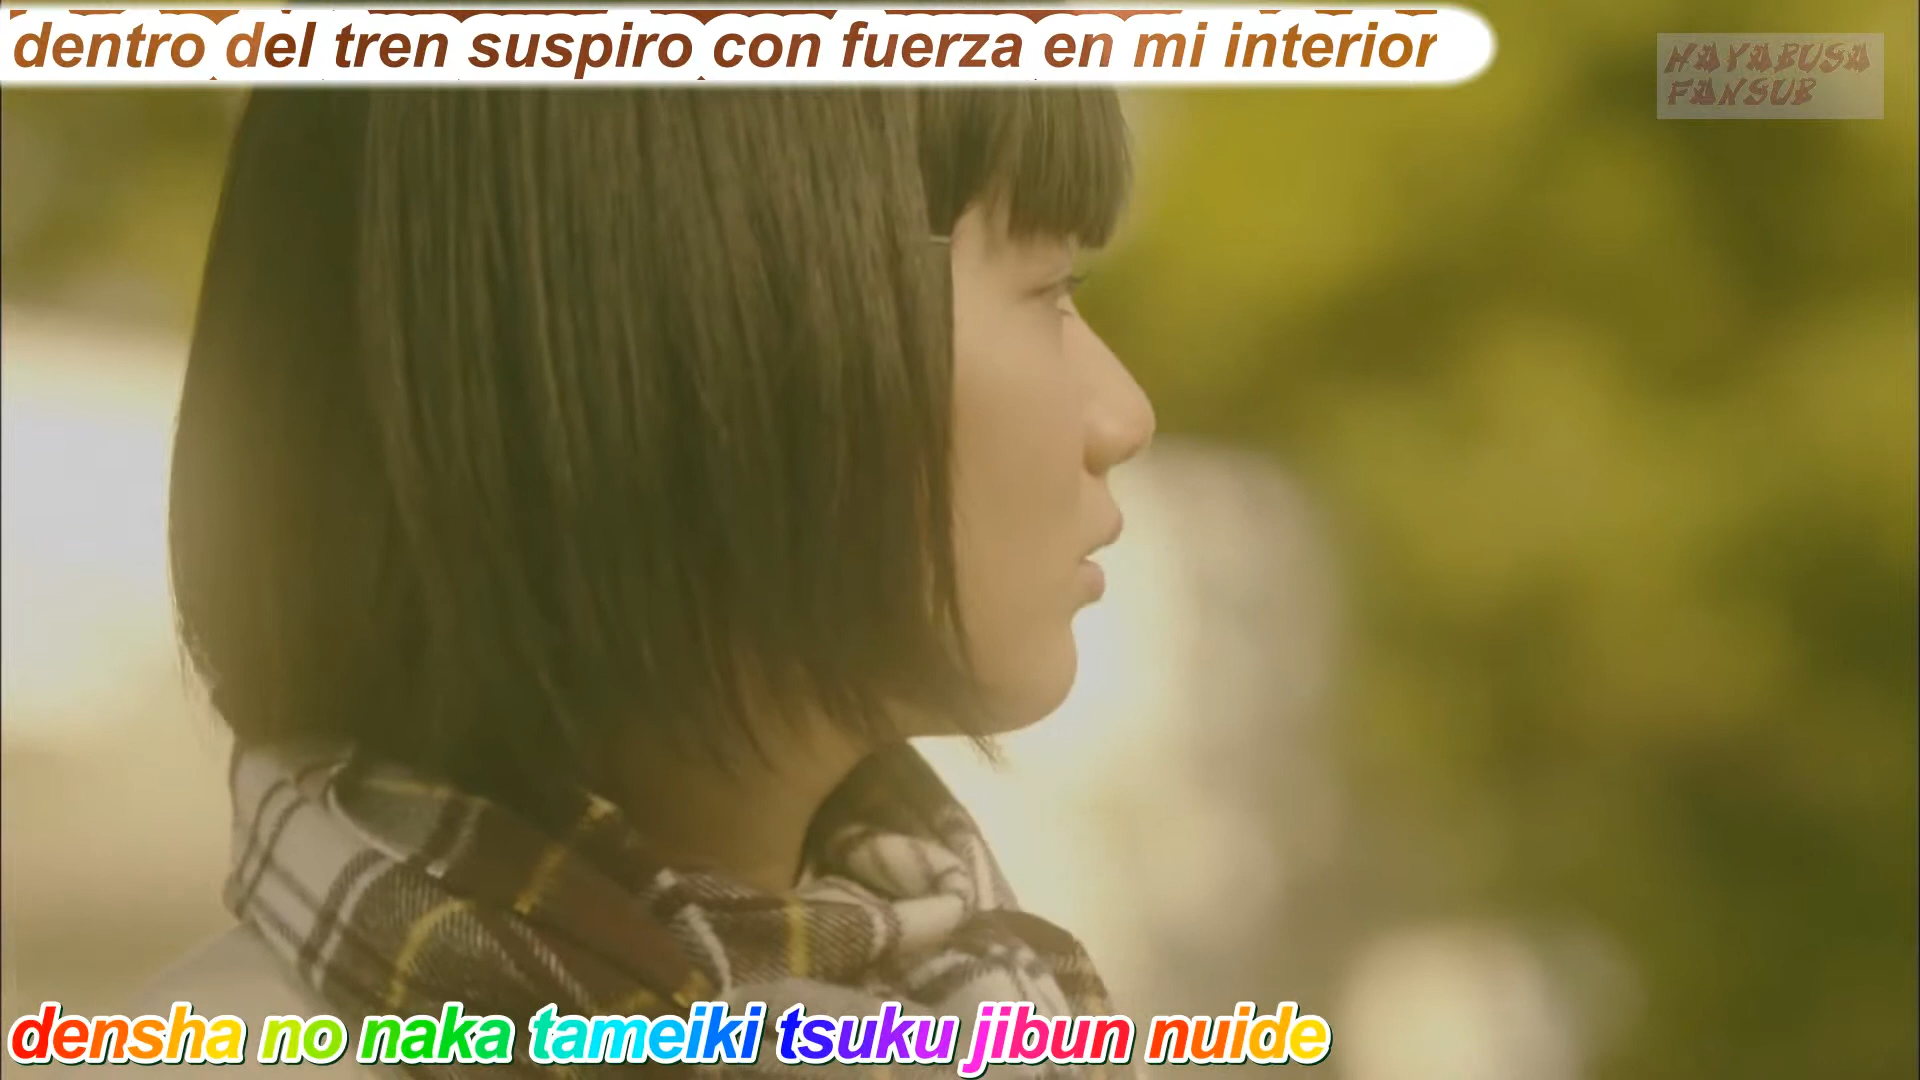 dentro del tren suspiro con fuerza en mi interior
HAYABUSA
FANSUB
densha no naka tameiki tsuku jibun nuide